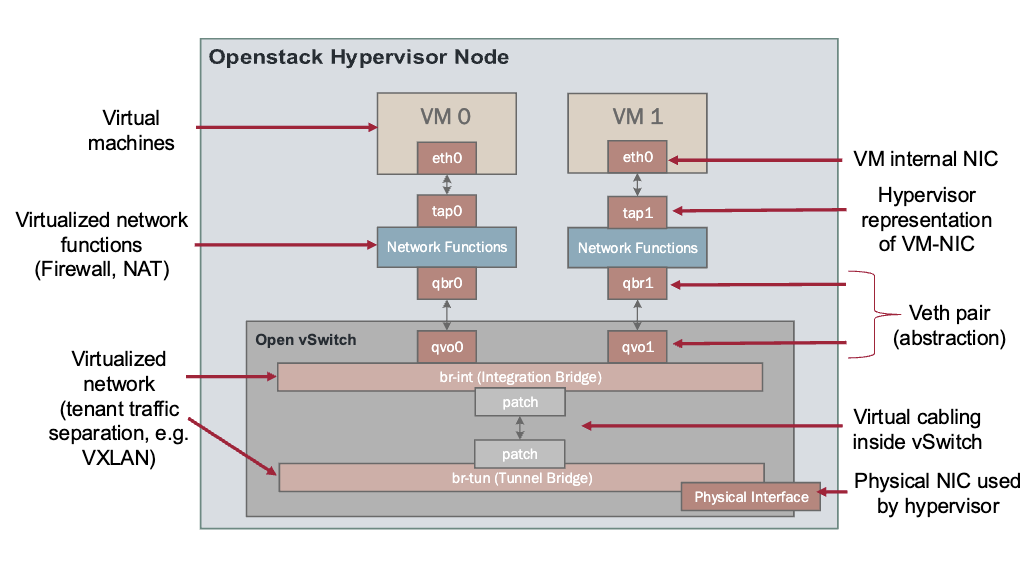 Openstack Hypervisor Node
Virtual
machines
VM 0
VM 1
eth0
eth0
VM internal NIC
tap0
tap1
Hypervisor
representation
of VM-NIC
Virtualized network
functions
(Firewall, NAT)
Network Functions
Network Functions
qbr0
qbr1
Veth pair
(abstraction)
Open vSwitch
qvo0
qvo1
Virtualized
network
(tenant traffic
separation, e.g.
VXLAN)
br-int (Integration Bridge)
patch
Virtual cabling
inside vSwitch
patch
br-tun (Tunnel Bridge)
Physical Interface
Physical NIC used
by hypervisor